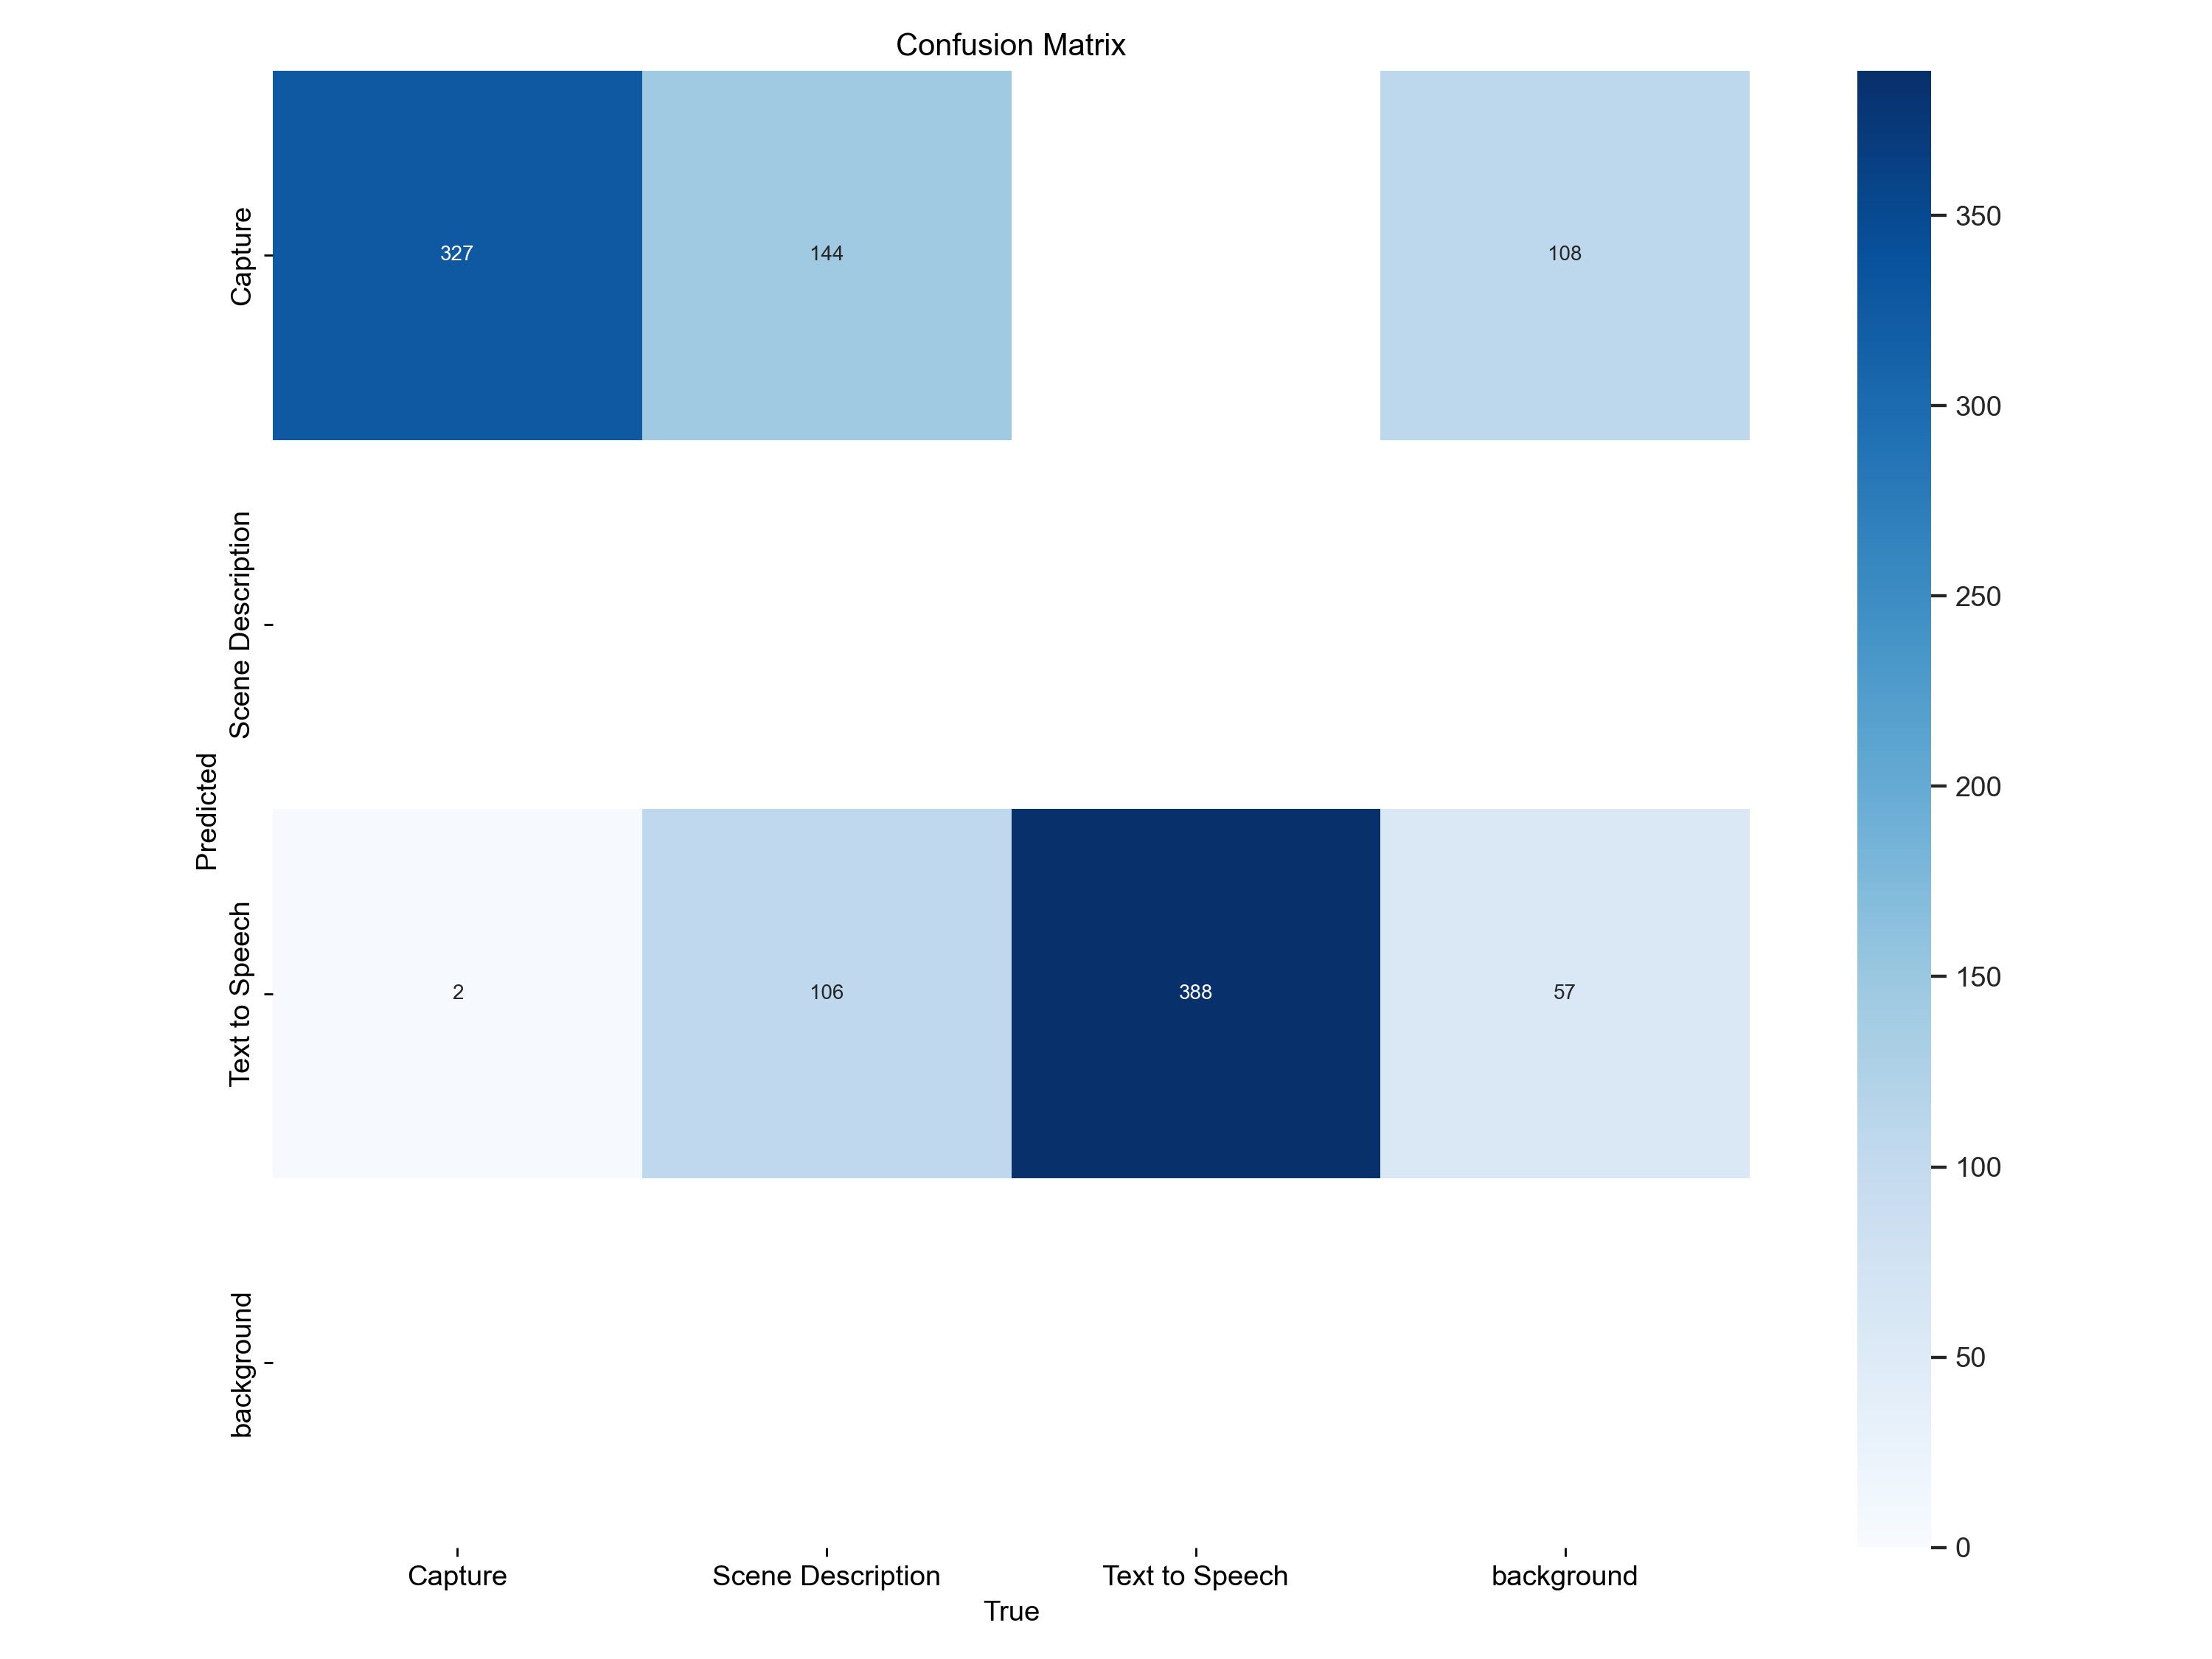 Confusion Matrix
Capture
Scene Description
Text to Speech
background
Predicted
327
144
108
2
106
388
57
Capture
Scene Description
Text to Speech
background
True
350
300
250
200
150
100
50
0